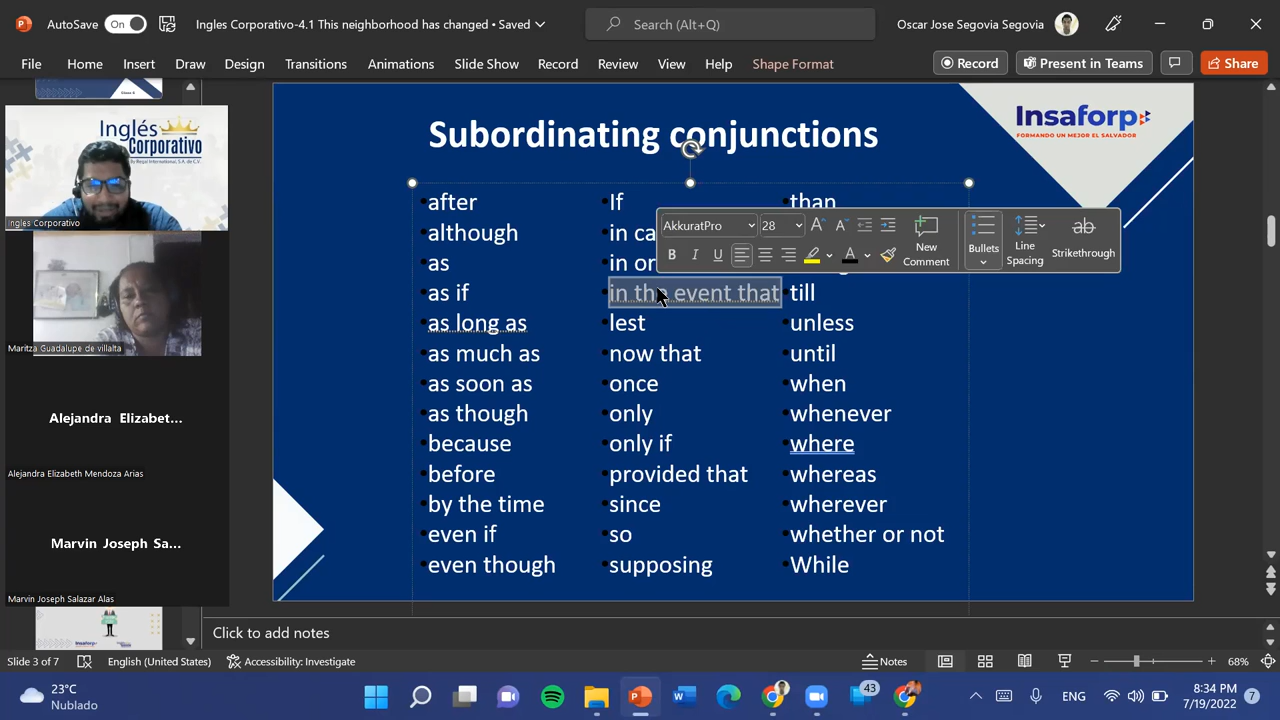 AutoSave On Ingles Corporativo-4.1 This neighborhood has changed • Saved Search (Alt+Q) Oscar Jose Segovia Segovia
File Home Insert Draw Design Transitions Animations Slide Show Record Review View Help Shape Format Record Present in Teams Share
Inglés
Corporativo
By Regal International, S.A. de C.V.
Ingles Corporativo
Maritza Guadalupe de villalta
Alejandra Elizabet...
Alejandra Elizabeth Mendoza Arias
Marvin Joseph Sa...
Marvin Joseph Salazar Alas
Insaforp
FORMANDO UN MEJOR EL SALVADOR
Subordinating conjunctions
•after
•although
•as
•as if
•as long as
•as much as
•as soon as
•as though
•because
•before
•by the time
•even if
•even though
•If
•in ca
•in or
•in the event that
•lest
•now that
•once
•only
•only if
•provided that
•since
•so
•supposing
•than
•till
•unless
•until
•when
•whenever
•where
•whereas
•wherever
•whether or not
•While
AkkuratPro 28 A A
B I U A
New Comment
Bullets
Line Spacing
ab Strikethrough
Click to add notes
Slide 3 of 7 English (United States) Accessibility: Investigate Notes 68%
23°C
Nublado
43
ENG
8:34 PM
7/19/2022
7